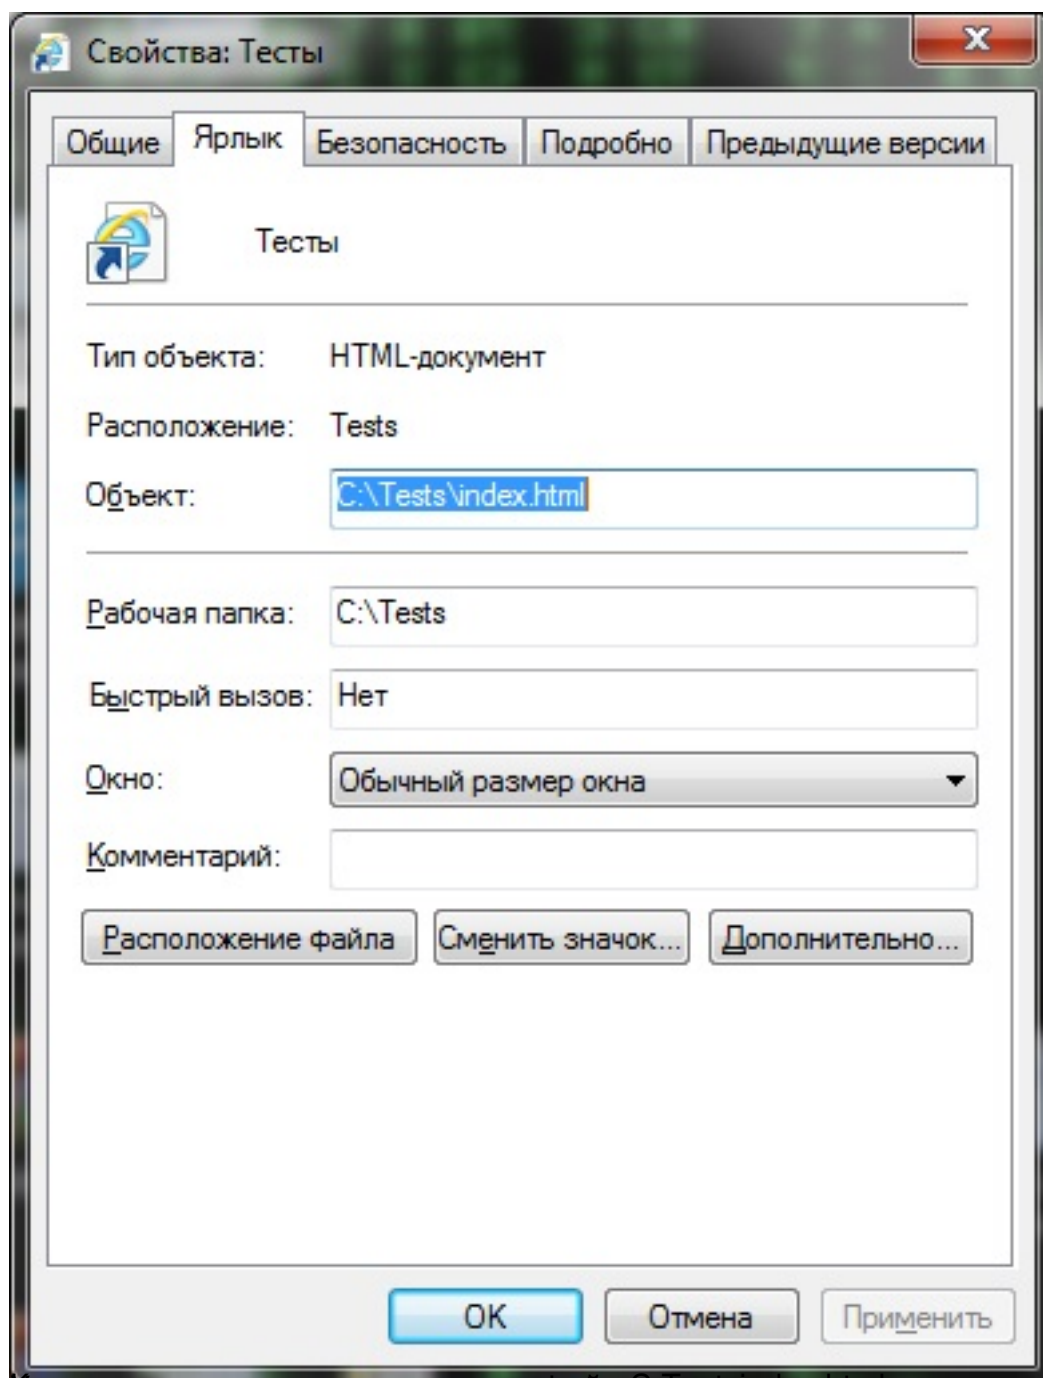 Свойства: Тесты
Общие Ярлык Безопасность Подробно Предыдущие версии
Тесты
Тип объекта: HTML-документ
Расположение: Tests
Объект: C:\Tests\index.html
Рабочая папка: C:\Tests
Быстрый вызов: Нет
Окно: Обычный размер окна
Комментарий:
Расположение файла Сменить значок... Дополнительно...
OK Отмена Применить